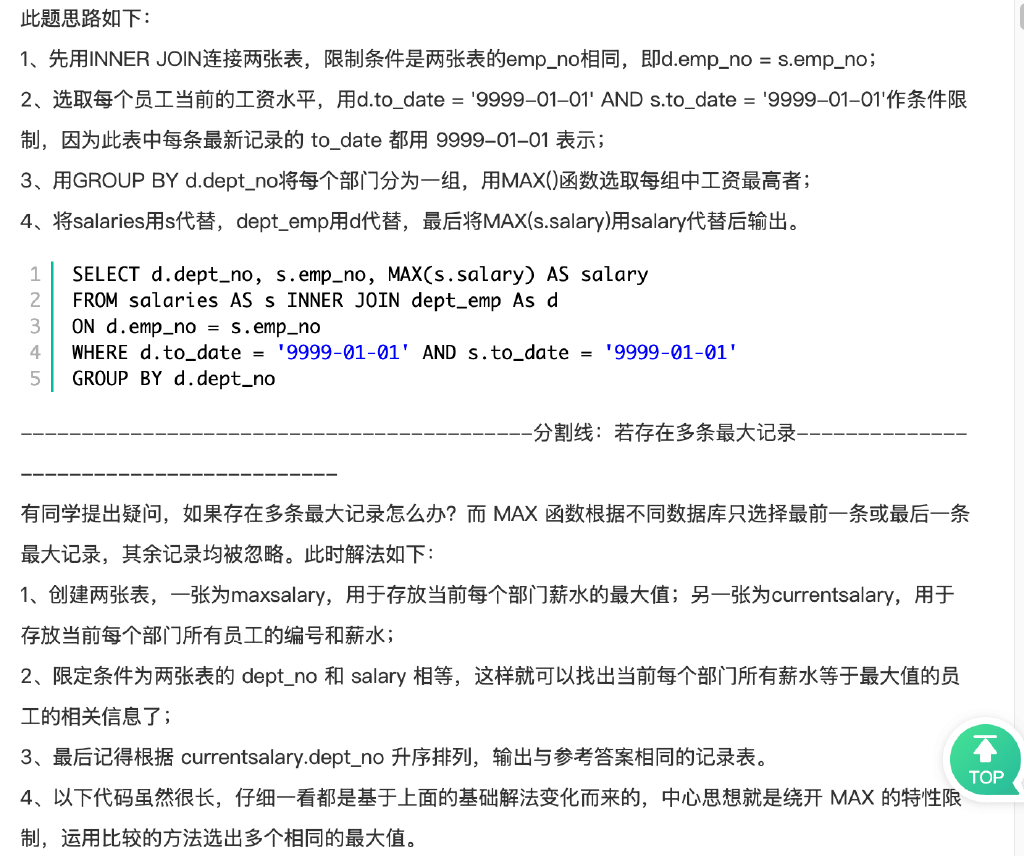 此题思路如下：
1、先用INNER JOIN连接两张表，限制条件是两张表的emp_no相同，即d.emp_no = s.emp_no；
2、选取每个员工当前的工资水平，用d.to_date = '9999-01-01' AND s.to_date = '9999-01-01'作条件限
制，因为此表中每条最新记录的 to_date 都用 9999-01-01 表示；
3、用GROUP BY d.dept_no将每个部门分为一组，用MAX()函数选取每组中工资最高者；
4、将salaries用s代替，dept_emp用d代替，最后将MAX(s.salary)用salary代替后输出。
1 SELECT d.dept_no, s.emp_no, MAX(s.salary) AS salary
2 FROM salaries AS s INNER JOIN dept_emp As d
3 ON d.emp_no = s.emp_no
4 WHERE d.to_date = '9999-01-01' AND s.to_date = '9999-01-01'
5 GROUP BY d.dept_no
------------------------------------------分割线：若存在多条最大记录--------------
--------------------------
有同学提出疑问，如果存在多条最大记录怎么办？而 MAX 函数根据不同数据库只选择最前一条或最后一条
最大记录，其余记录均被忽略。此时解法如下：
1、创建两张表，一张为maxsalary，用于存放当前每个部门薪水的最大值；另一张为currentsalary，用于
存放当前每个部门所有员工的编号和薪水；
2、限定条件为两张表的 dept_no 和 salary 相等，这样就可以找出当前每个部门所有薪水等于最大值的员
工的相关信息了；
3、最后记得根据 currentsalary.dept_no 升序排列，输出与参考答案相同的记录表。
4、以下代码虽然很长，仔细一看都是基于上面的基础解法变化而来的，中心思想就是绕开 MAX 的特性限
制，运用比较的方法选出多个相同的最大值。
TOP